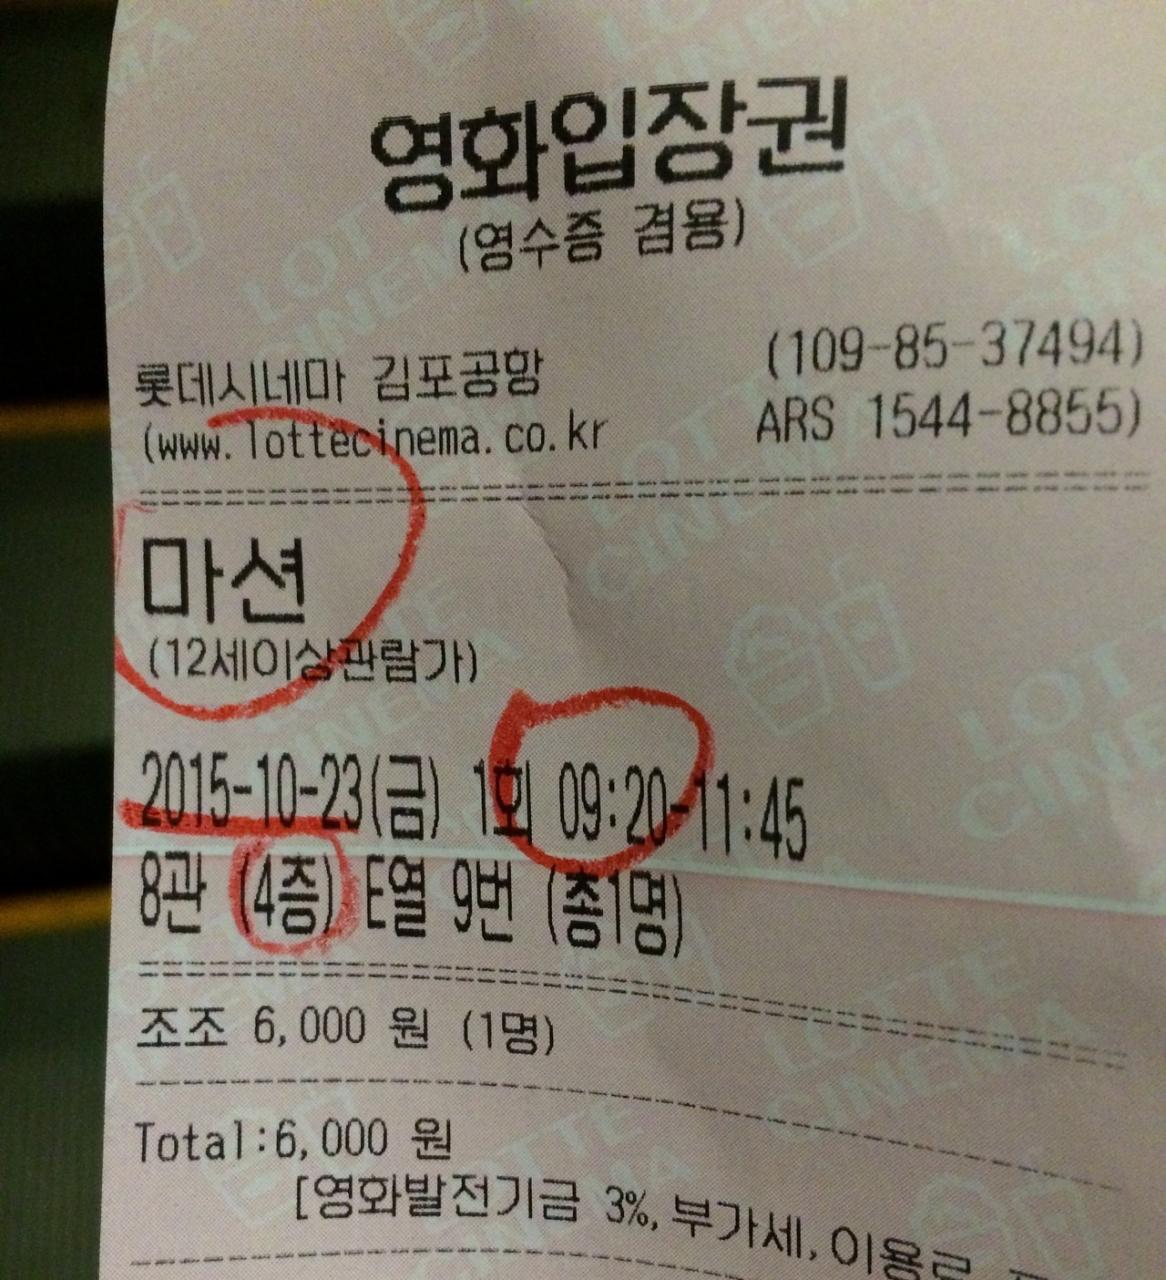 영화입장권
(영수증 겸용)
롯데시네마 김포공항 (109-85-37494)
(www.lottecinema.co.kr ARS 1544-8855)
마션
(12세이상관람가)
2015-10-23(금) 1회 09:20-11:45
8관 (4층) E열 9번 (총1명)
조조 6,000 원 (1명)
Total:6,000 원
[영화발전기금 3%, 부가세, 이용료